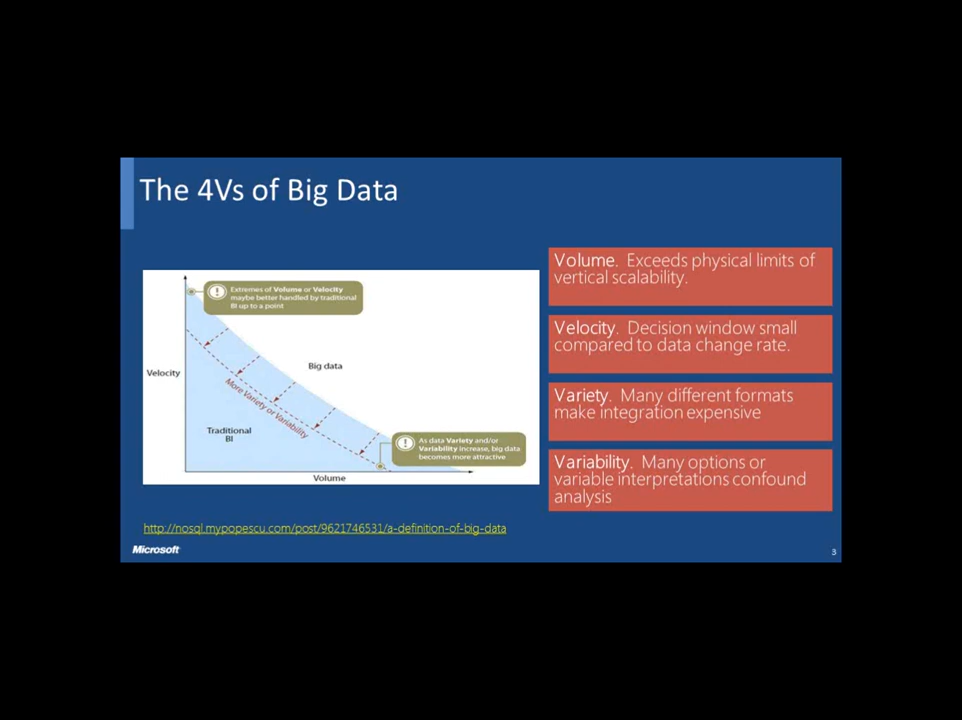 The 4Vs of Big Data
Extremes of Volume or Velocity
maybe better handled by traditional
BI up to a point
Velocity
Big data
More Variety or Variability
Traditional
BI
As data Variety and/or
Variability increase, big data
becomes more attractive
Volume
Volume. Exceeds physical limits of
vertical scalability.
Velocity. Decision window small
compared to data change rate.
Variety. Many different formats
make integration expensive
Variability. Many options or
variable interpretations confound
analysis
http://nosql.mypopescu.com/post/9621746531/a-definition-of-big-data
Microsoft
3